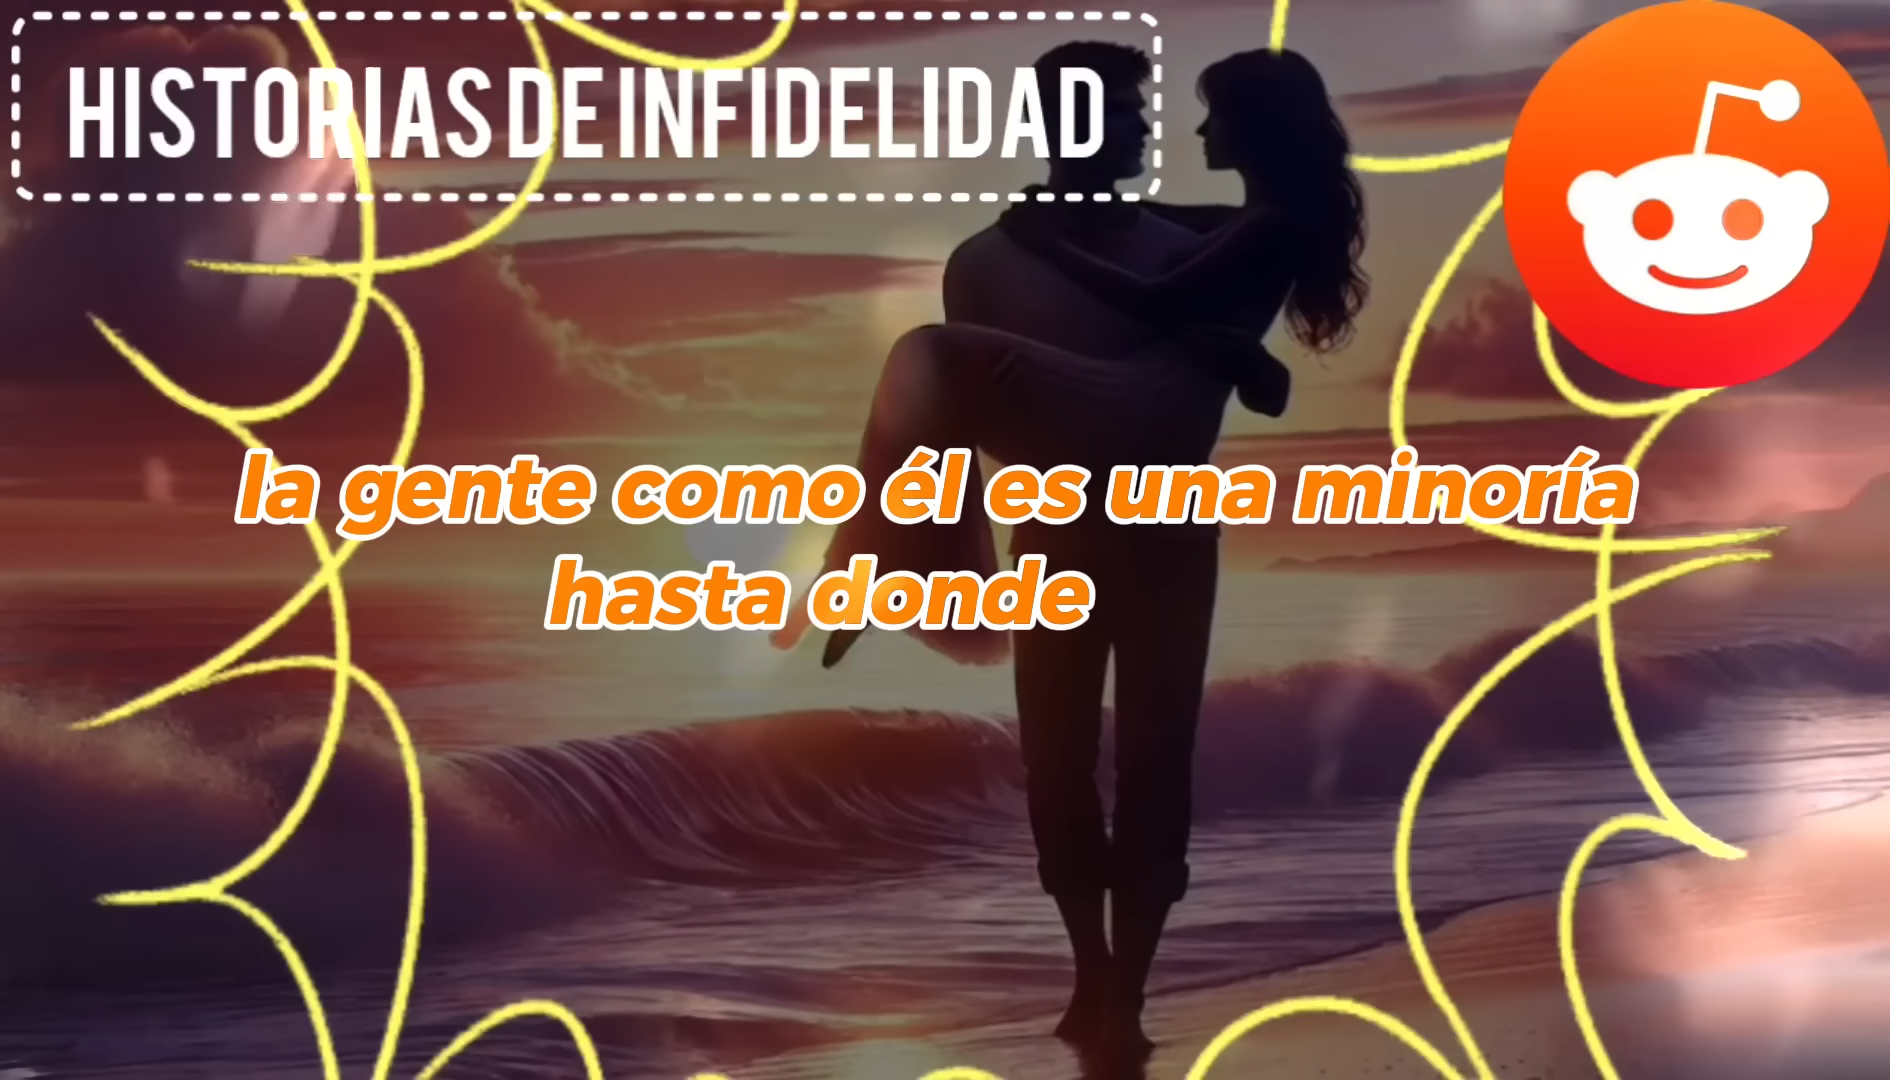 HISTORIAS DE INFIDELIDAD
la gente como él es una minoría
hasta donde